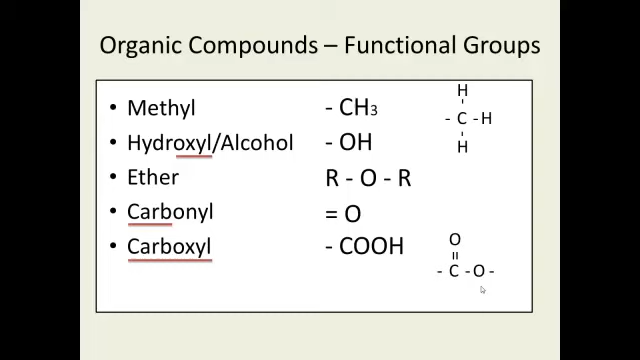 Organic Compounds – Functional Groups
• Methyl - CH₃
• Hydroxyl/Alcohol - OH
• Ether R - O - R
• Carbonyl = O
• Carboxyl - COOH
H
- C - H
H
O
=
- C - O -